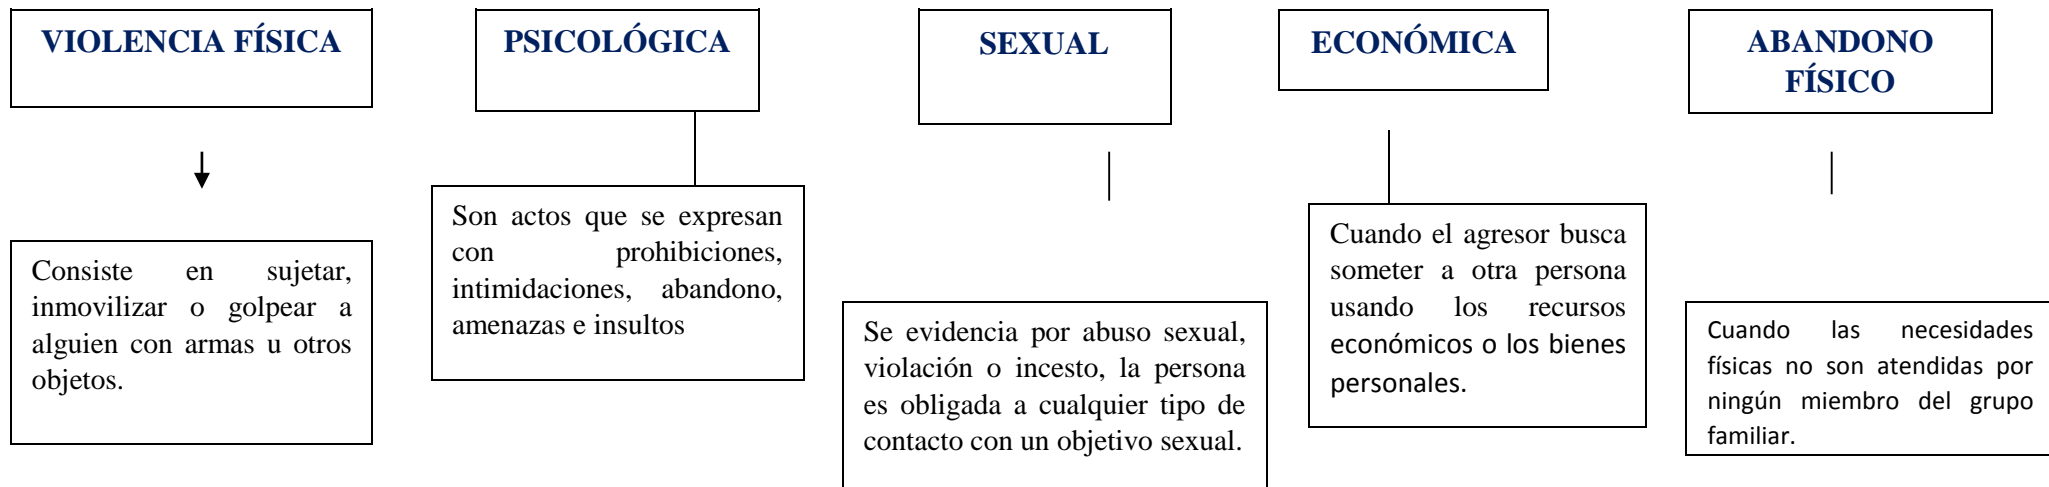 VIOLENCIA FÍSICA
Consiste en sujetar,
inmovilizar o golpear a
alguien con armas u otros
objetos.
PSICOLÓGICA
Son actos que se expresan
con prohibiciones,
intimidaciones, abandono,
amenazas e insultos
SEXUAL
Se evidencia por abuso sexual,
violación o incesto, la persona
es obligada a cualquier tipo de
contacto con un objetivo sexual.
ECONÓMICA
Cuando el agresor busca
someter a otra persona
usando los recursos
económicos o los bienes
personales.
ABANDONO
FÍSICO
Cuando las necesidades
físicas no son atendidas por
ningún miembro del grupo
familiar.